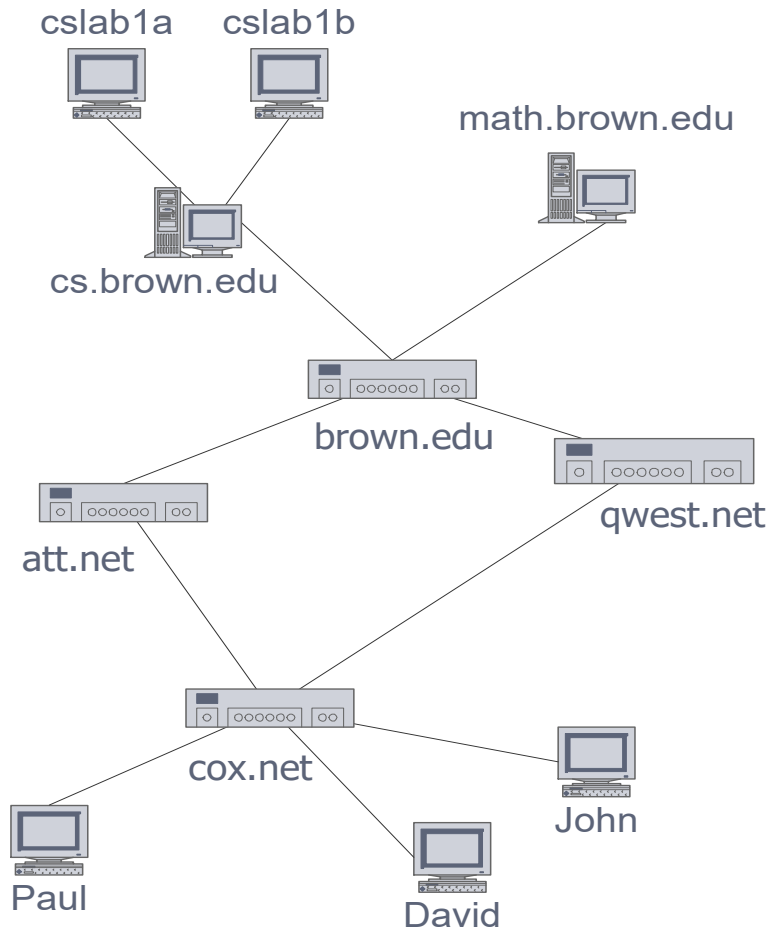 cslab1a cslab1b
math.brown.edu
cs.brown.edu
brown.edu
qwest.net
att.net
cox.net
John
Paul
David